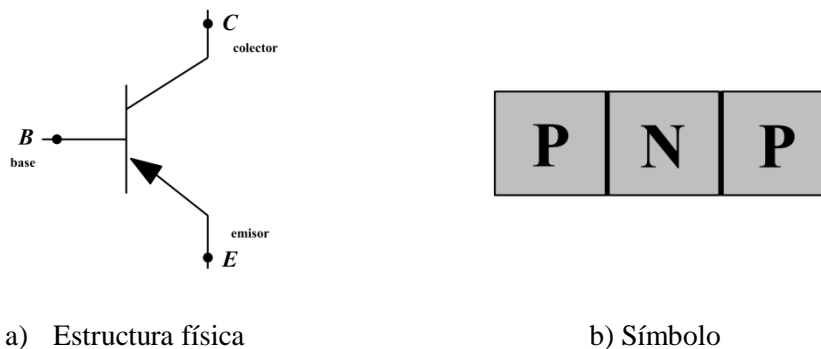 C
colector
B
base
P N P
emisor
E
a) Estructura física
b) Símbolo